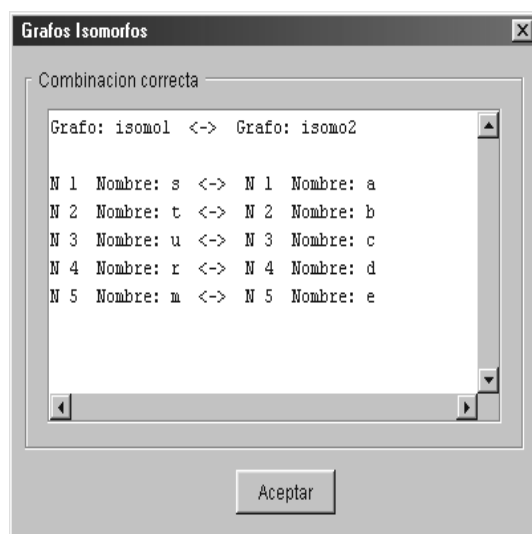 Grafos Isomorfos
Combinacion correcta
Grafo: isomo1 <-> Grafo: isomo2
N 1 Nombre: s <-> N 1 Nombre: a
N 2 Nombre: t <-> N 2 Nombre: b
N 3 Nombre: u <-> N 3 Nombre: c
N 4 Nombre: r <-> N 4 Nombre: d
N 5 Nombre: m <-> N 5 Nombre: e
Aceptar